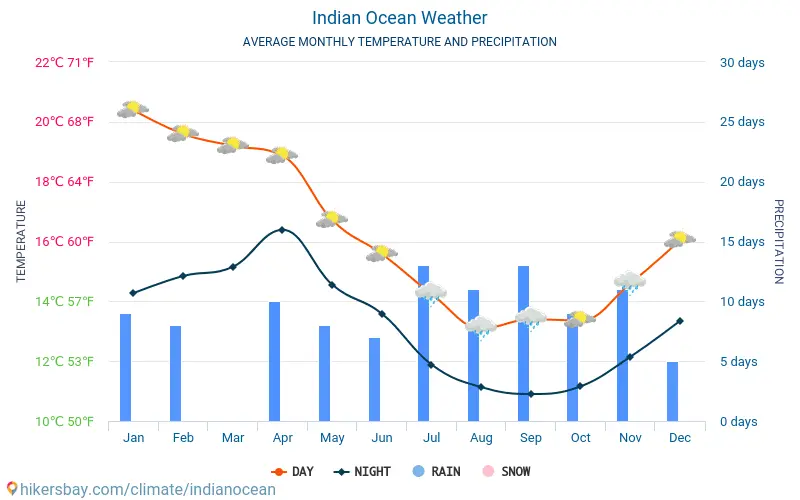 Indian Ocean Weather
AVERAGE MONTHLY TEMPERATURE AND PRECIPITATION
22℃ 71℉ 30 days
20℃ 68℉ 25 days
18℃ 64℉ 20 days
16℃ 60℉ 15 days
14℃ 57℉ 10 days
12℃ 53℉ 5 days
10℃ 50℉ 0 days
TEMPERATURE
PRECIPITATION
Jan Feb Mar Apr May Jun Jul Aug Sep Oct Nov Dec
DAY NIGHT RAIN SNOW
hikersbay.com/climate/indianocean